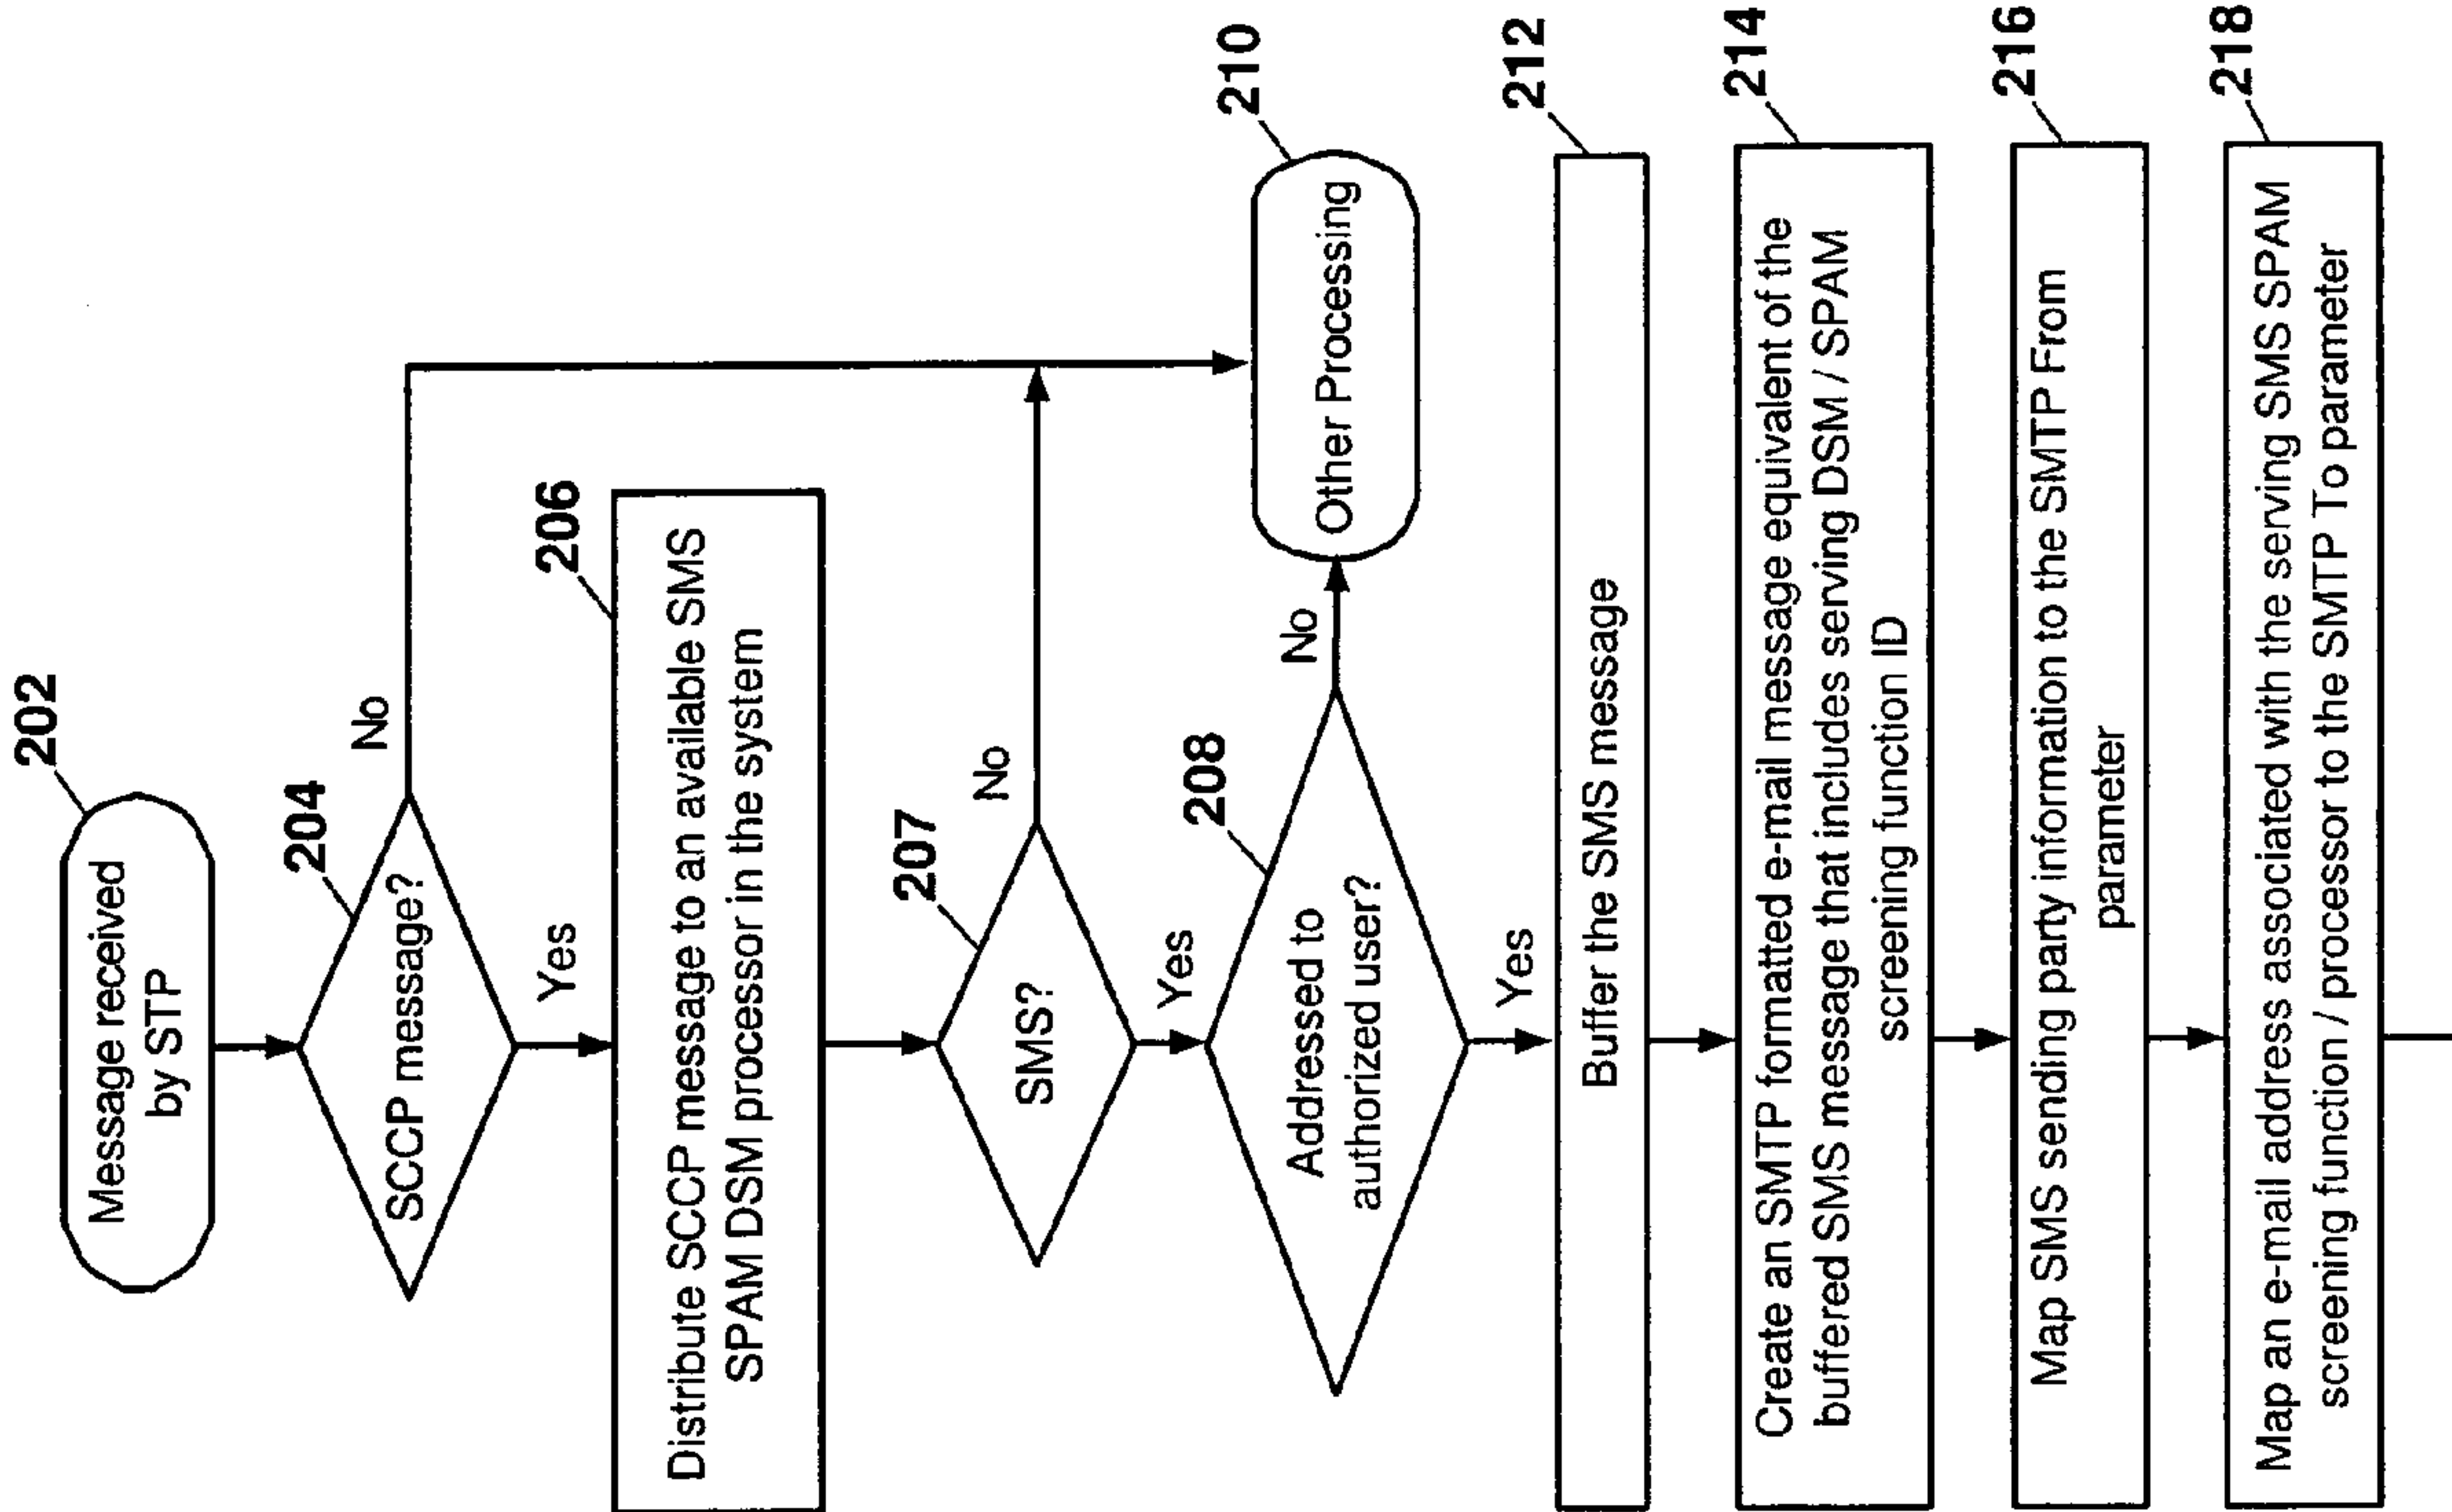 202
Message received
by STP
204
SCCP message?
No
Yes
206
Distribute SCCP message to an available SMS
SPAM DSM processor in the system
207
SMS?
No
Yes
208
Addressed to
authorized user?
No
210
Other Processing
Yes
212
Buffer the SMS message
214
Create an SMTP formatted e-mail message equivalent of the
buffered SMS message that includes serving DSM / SPAM
screening function ID
216
Map SMS sending party information to the SMTP From
parameter
218
Map an e-mail address associated with the serving SMS SPAM
screening function / processor to the SMTP To parameter